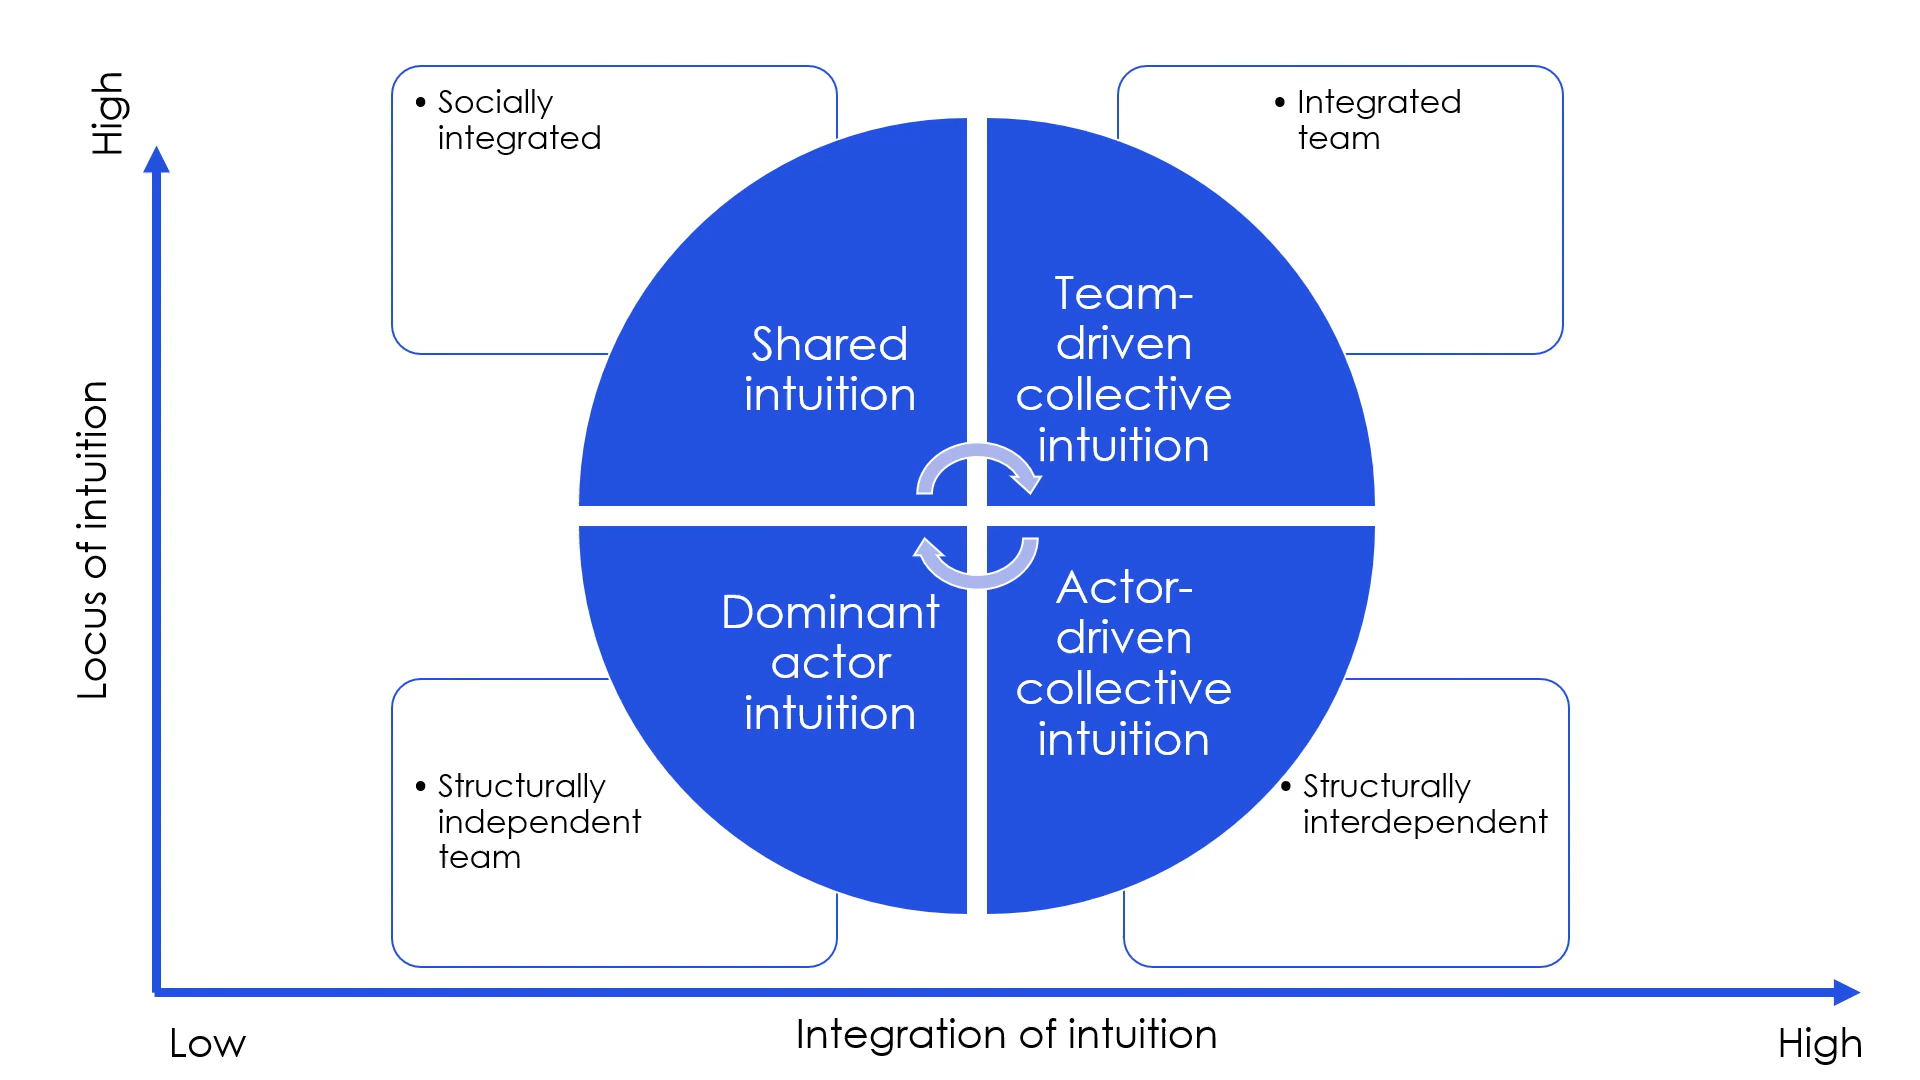 High
Locus of intuition
• Socially
integrated
• Integrated
team
Shared
intuition
Team-
driven
collective
intuition
Dominant
actor
intuition
Actor-
driven
collective
intuition
• Structurally
independent
team
• Structurally
interdependent
Low
Integration of intuition
High